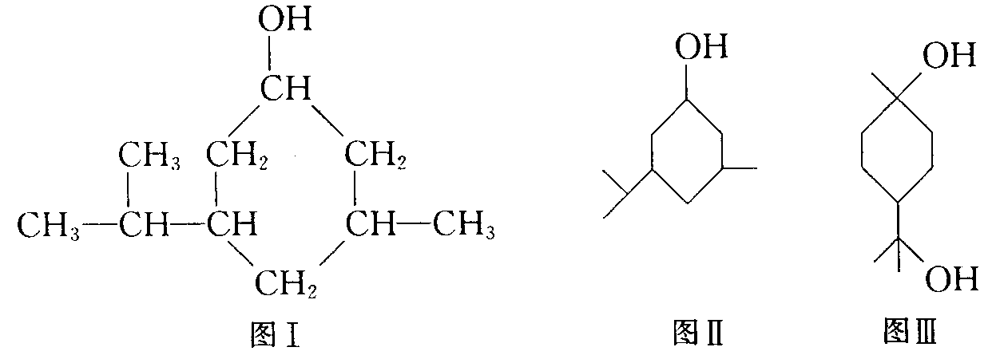 OH
CH
CH₃ CH₂ CH₂
CH₃—CH—CH CH—CH₃
CH₂
图Ⅰ
OH
图Ⅱ
OH
OH
图Ⅲ